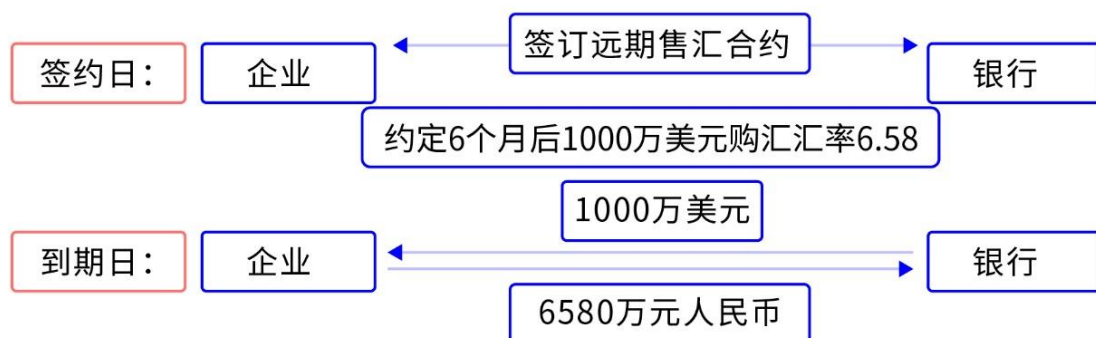 签订远期售汇合约
签约日：
企业
银行
约定6个月后1000万美元购汇汇率6.58
1000万美元
到期日：
企业
银行
6580万元人民币